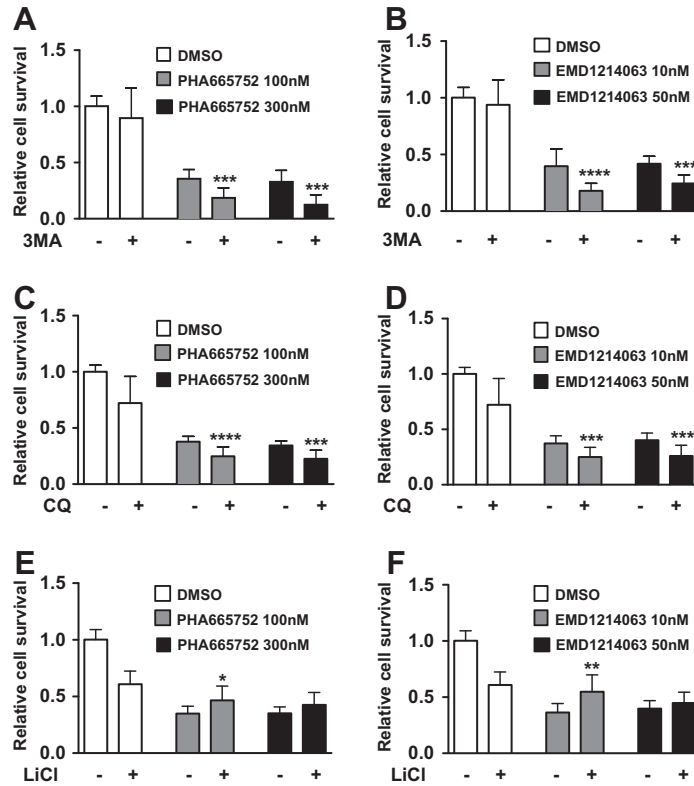 A
Relative cell survival
1.5
1.0
0.5
0.0
DMSO
PHA665752 100nM
PHA665752 300nM
***
***
3MA - + - + - +
B
Relative cell survival
1.5
1.0
0.5
0.0
DMSO
EMD1214063 10nM
EMD1214063 50nM
****
***
3MA - + - + - +
C
Relative cell survival
1.5
1.0
0.5
0.0
DMSO
PHA665752 100nM
PHA665752 300nM
****
***
CQ - + - + - +
D
Relative cell survival
1.5
1.0
0.5
0.0
DMSO
EMD1214063 10nM
EMD1214063 50nM
***
***
CQ - + - + - +
E
Relative cell survival
1.5
1.0
0.5
0.0
DMSO
PHA665752 100nM
PHA665752 300nM
*
LiCl - + - + - +
F
Relative cell survival
1.5
1.0
0.5
0.0
DMSO
EMD1214063 10nM
EMD1214063 50nM
**
LiCl - + - + - +